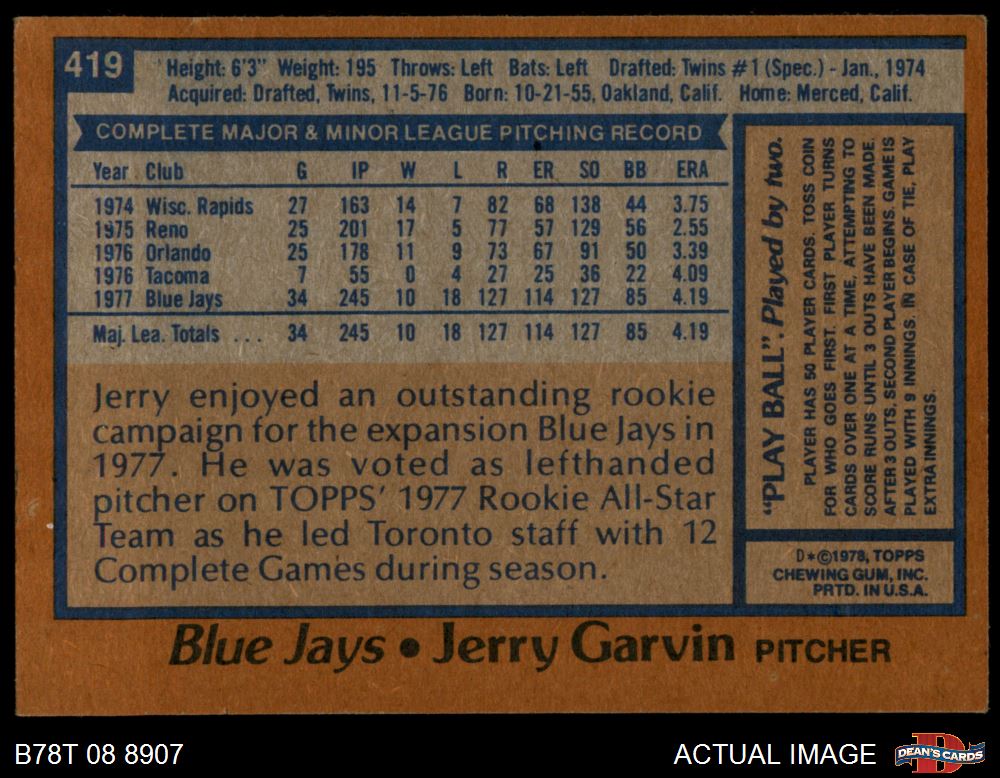 419
Height: 6'3" Weight: 195 Throws: Left Bats: Left Drafted: Twins #1 (Spec.) - Jan., 1974
Acquired: Drafted, Twins, 11-5-76 Born: 10-21-55, Oakland, Calif. Home: Merced, Calif.
COMPLETE MAJOR & MINOR LEAGUE PITCHING RECORD
Year Club G IP W L R ER SO BB ERA
1974 Wisc. Rapids 27 163 14 7 82 68 138 44 3.75
1975 Reno 25 201 17 5 77 57 129 56 2.55
1976 Orlando 25 178 11 9 73 67 91 50 3.39
1976 Tacoma 7 55 0 4 27 25 36 22 4.09
1977 Blue Jays 34 245 10 18 127 114 127 85 4.19
Maj. Lea. Totals ... 34 245 10 18 127 114 127 85 4.19
Jerry enjoyed an outstanding rookie
campaign for the expansion Blue Jays in
1977. He was voted as lefthanded
pitcher on TOPPS' 1977 Rookie All-Star
Team as he led Toronto staff with 12
Complete Games during season.
"PLAY BALL". Played by two.
PLAYER HAS 50 PLAYER CARDS. TOSS COIN
FOR WHO GOES FIRST. FIRST PLAYER TURNS
CARDS OVER ONE AT A TIME, ATTEMPTING TO
SCORE RUNS UNTIL 3 OUTS HAVE BEEN MADE.
AFTER 3 OUTS, SECOND PLAYER BEGINS. GAME IS
PLAYED WITH 9 INNINGS. IN CASE OF TIE, PLAY
EXTRA INNINGS.
D*©1978, TOPPS
CHEWING GUM, INC.
PRTD. IN U.S.A.
Blue Jays • Jerry Garvin PITCHER
B78T 08 8907 ACTUAL IMAGE DEAN'S CARDS